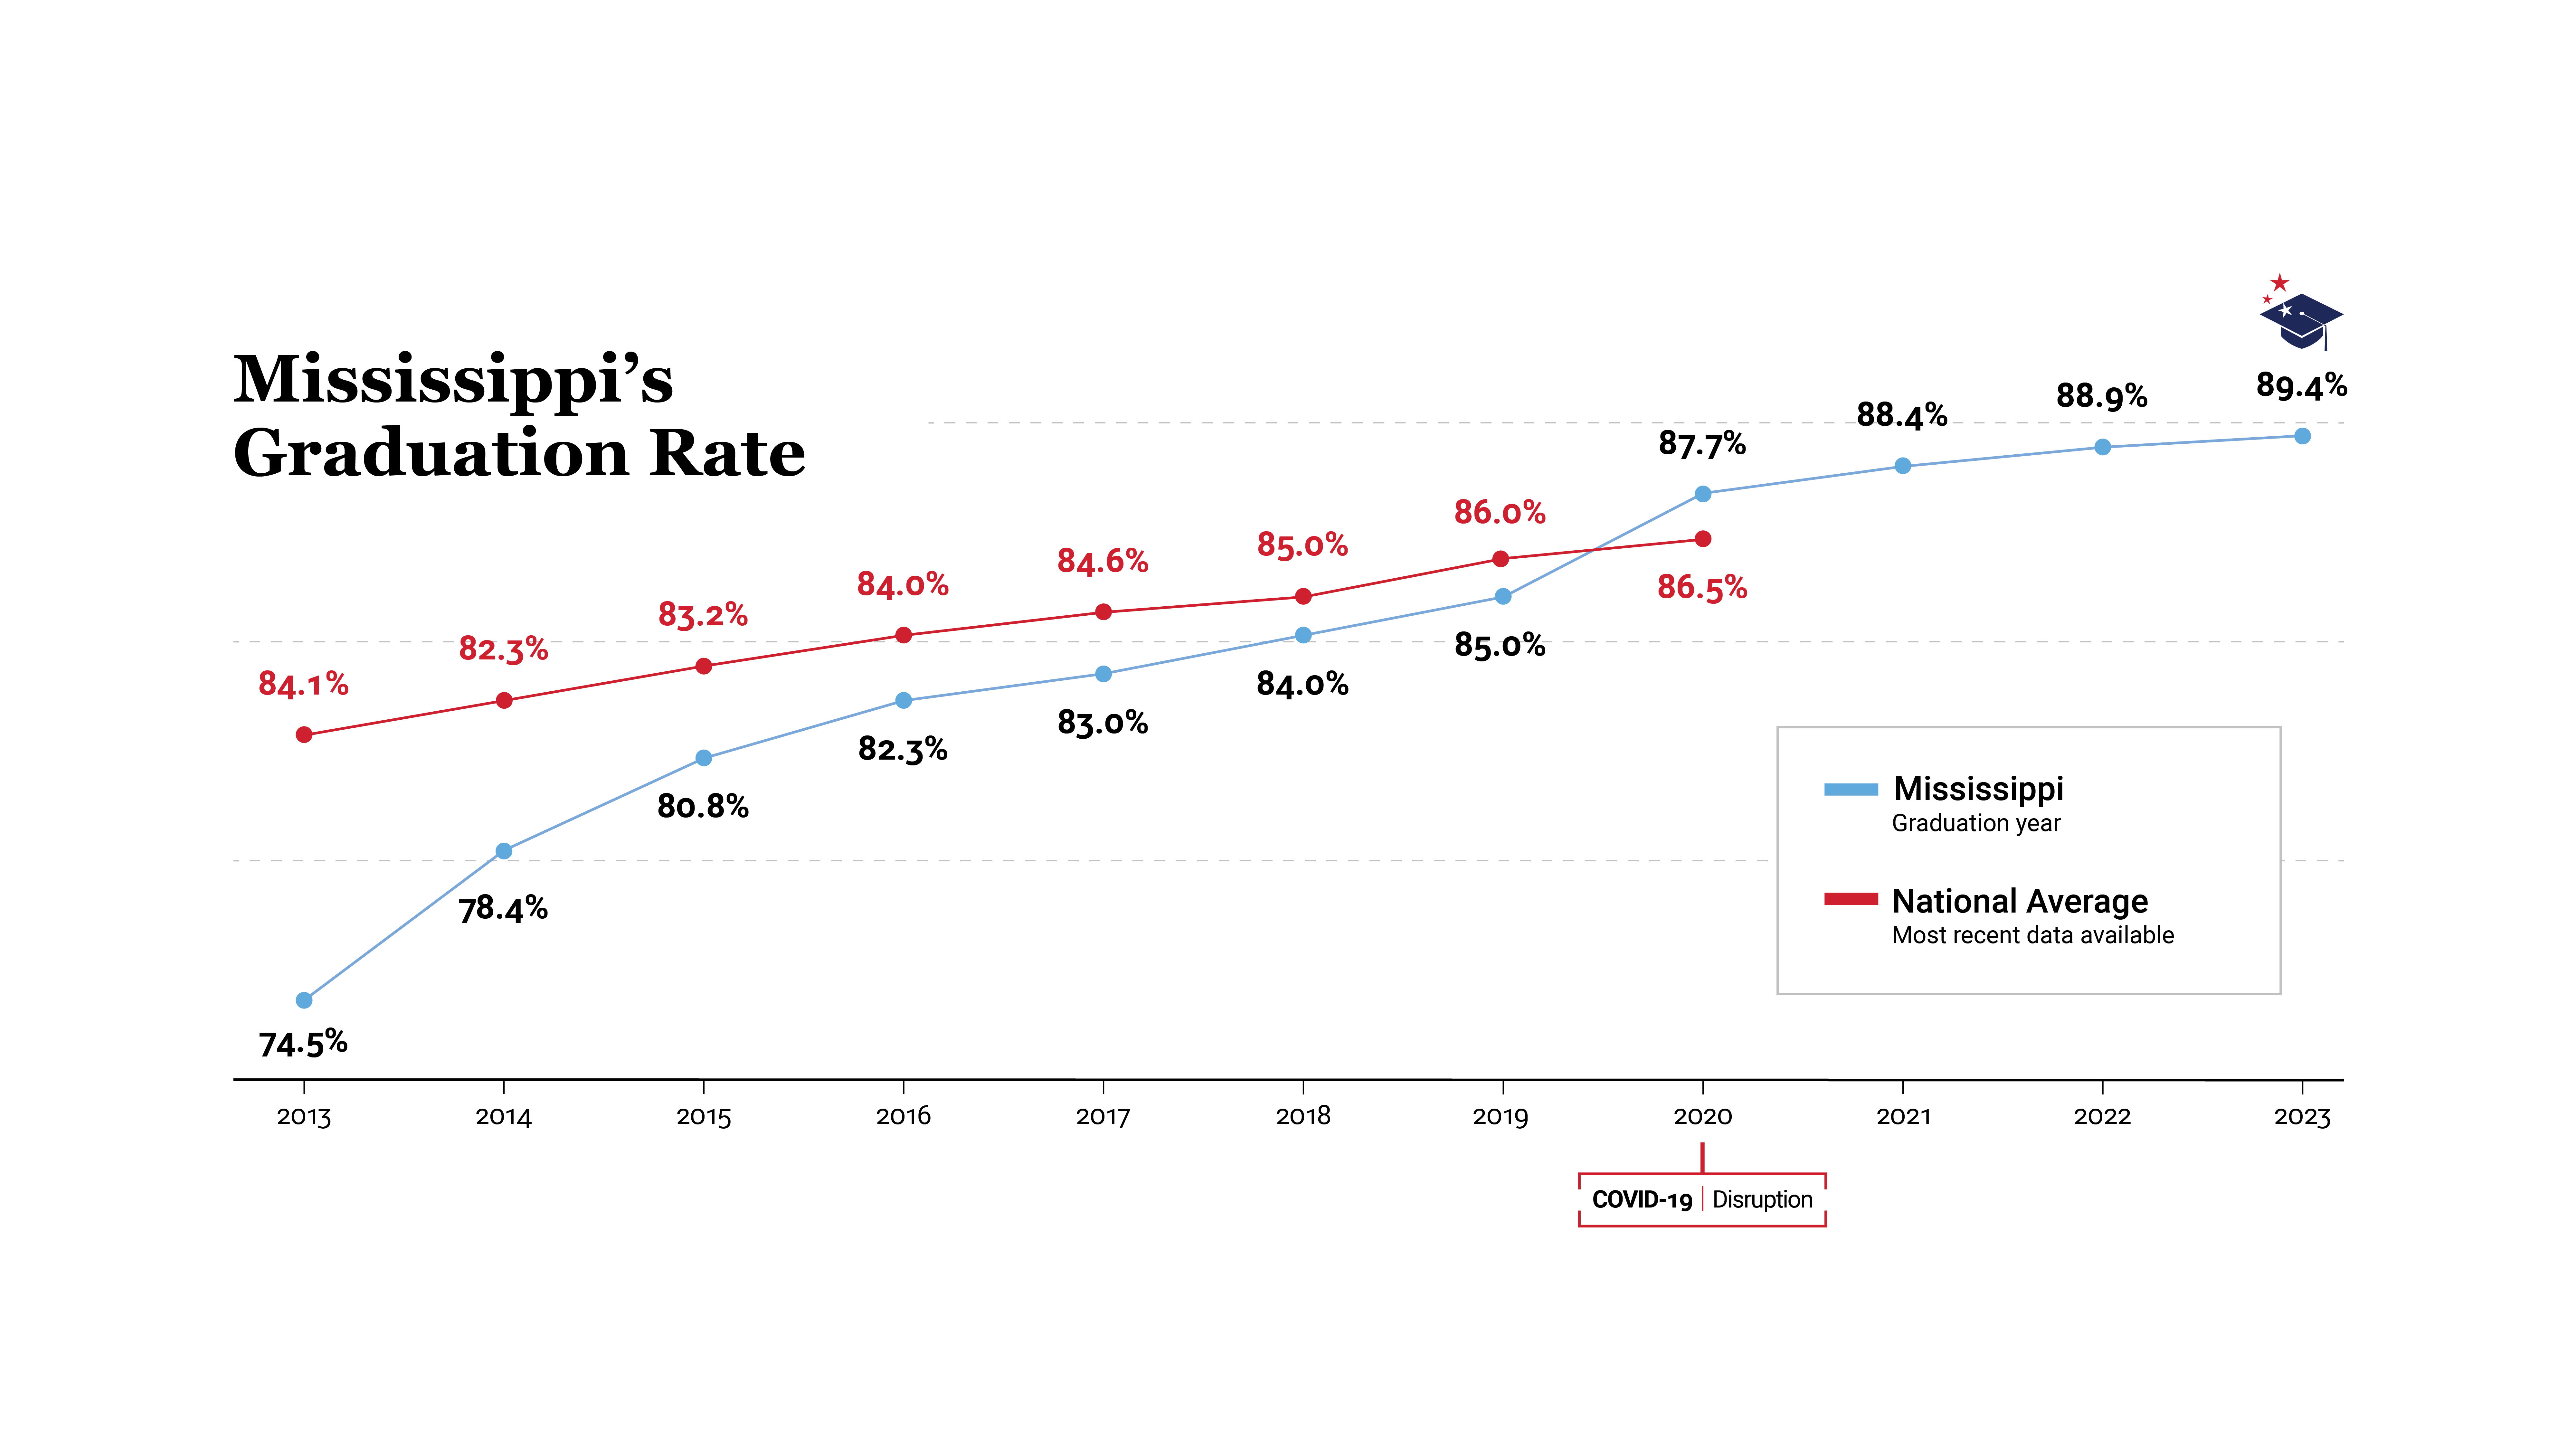 Mississippi’s
Graduation Rate
89.4%
88.9%
88.4%
87.7%
86.0%
85.0%
84.6%
84.0%
83.2%
82.3%
84.1%
86.5%
85.0%
84.0%
83.0%
82.3%
80.8%
78.4%
74.5%
Mississippi
Graduation year
National Average
Most recent data available
2013 2014 2015 2016 2017 2018 2019 2020 2021 2022 2023
COVID-19 | Disruption